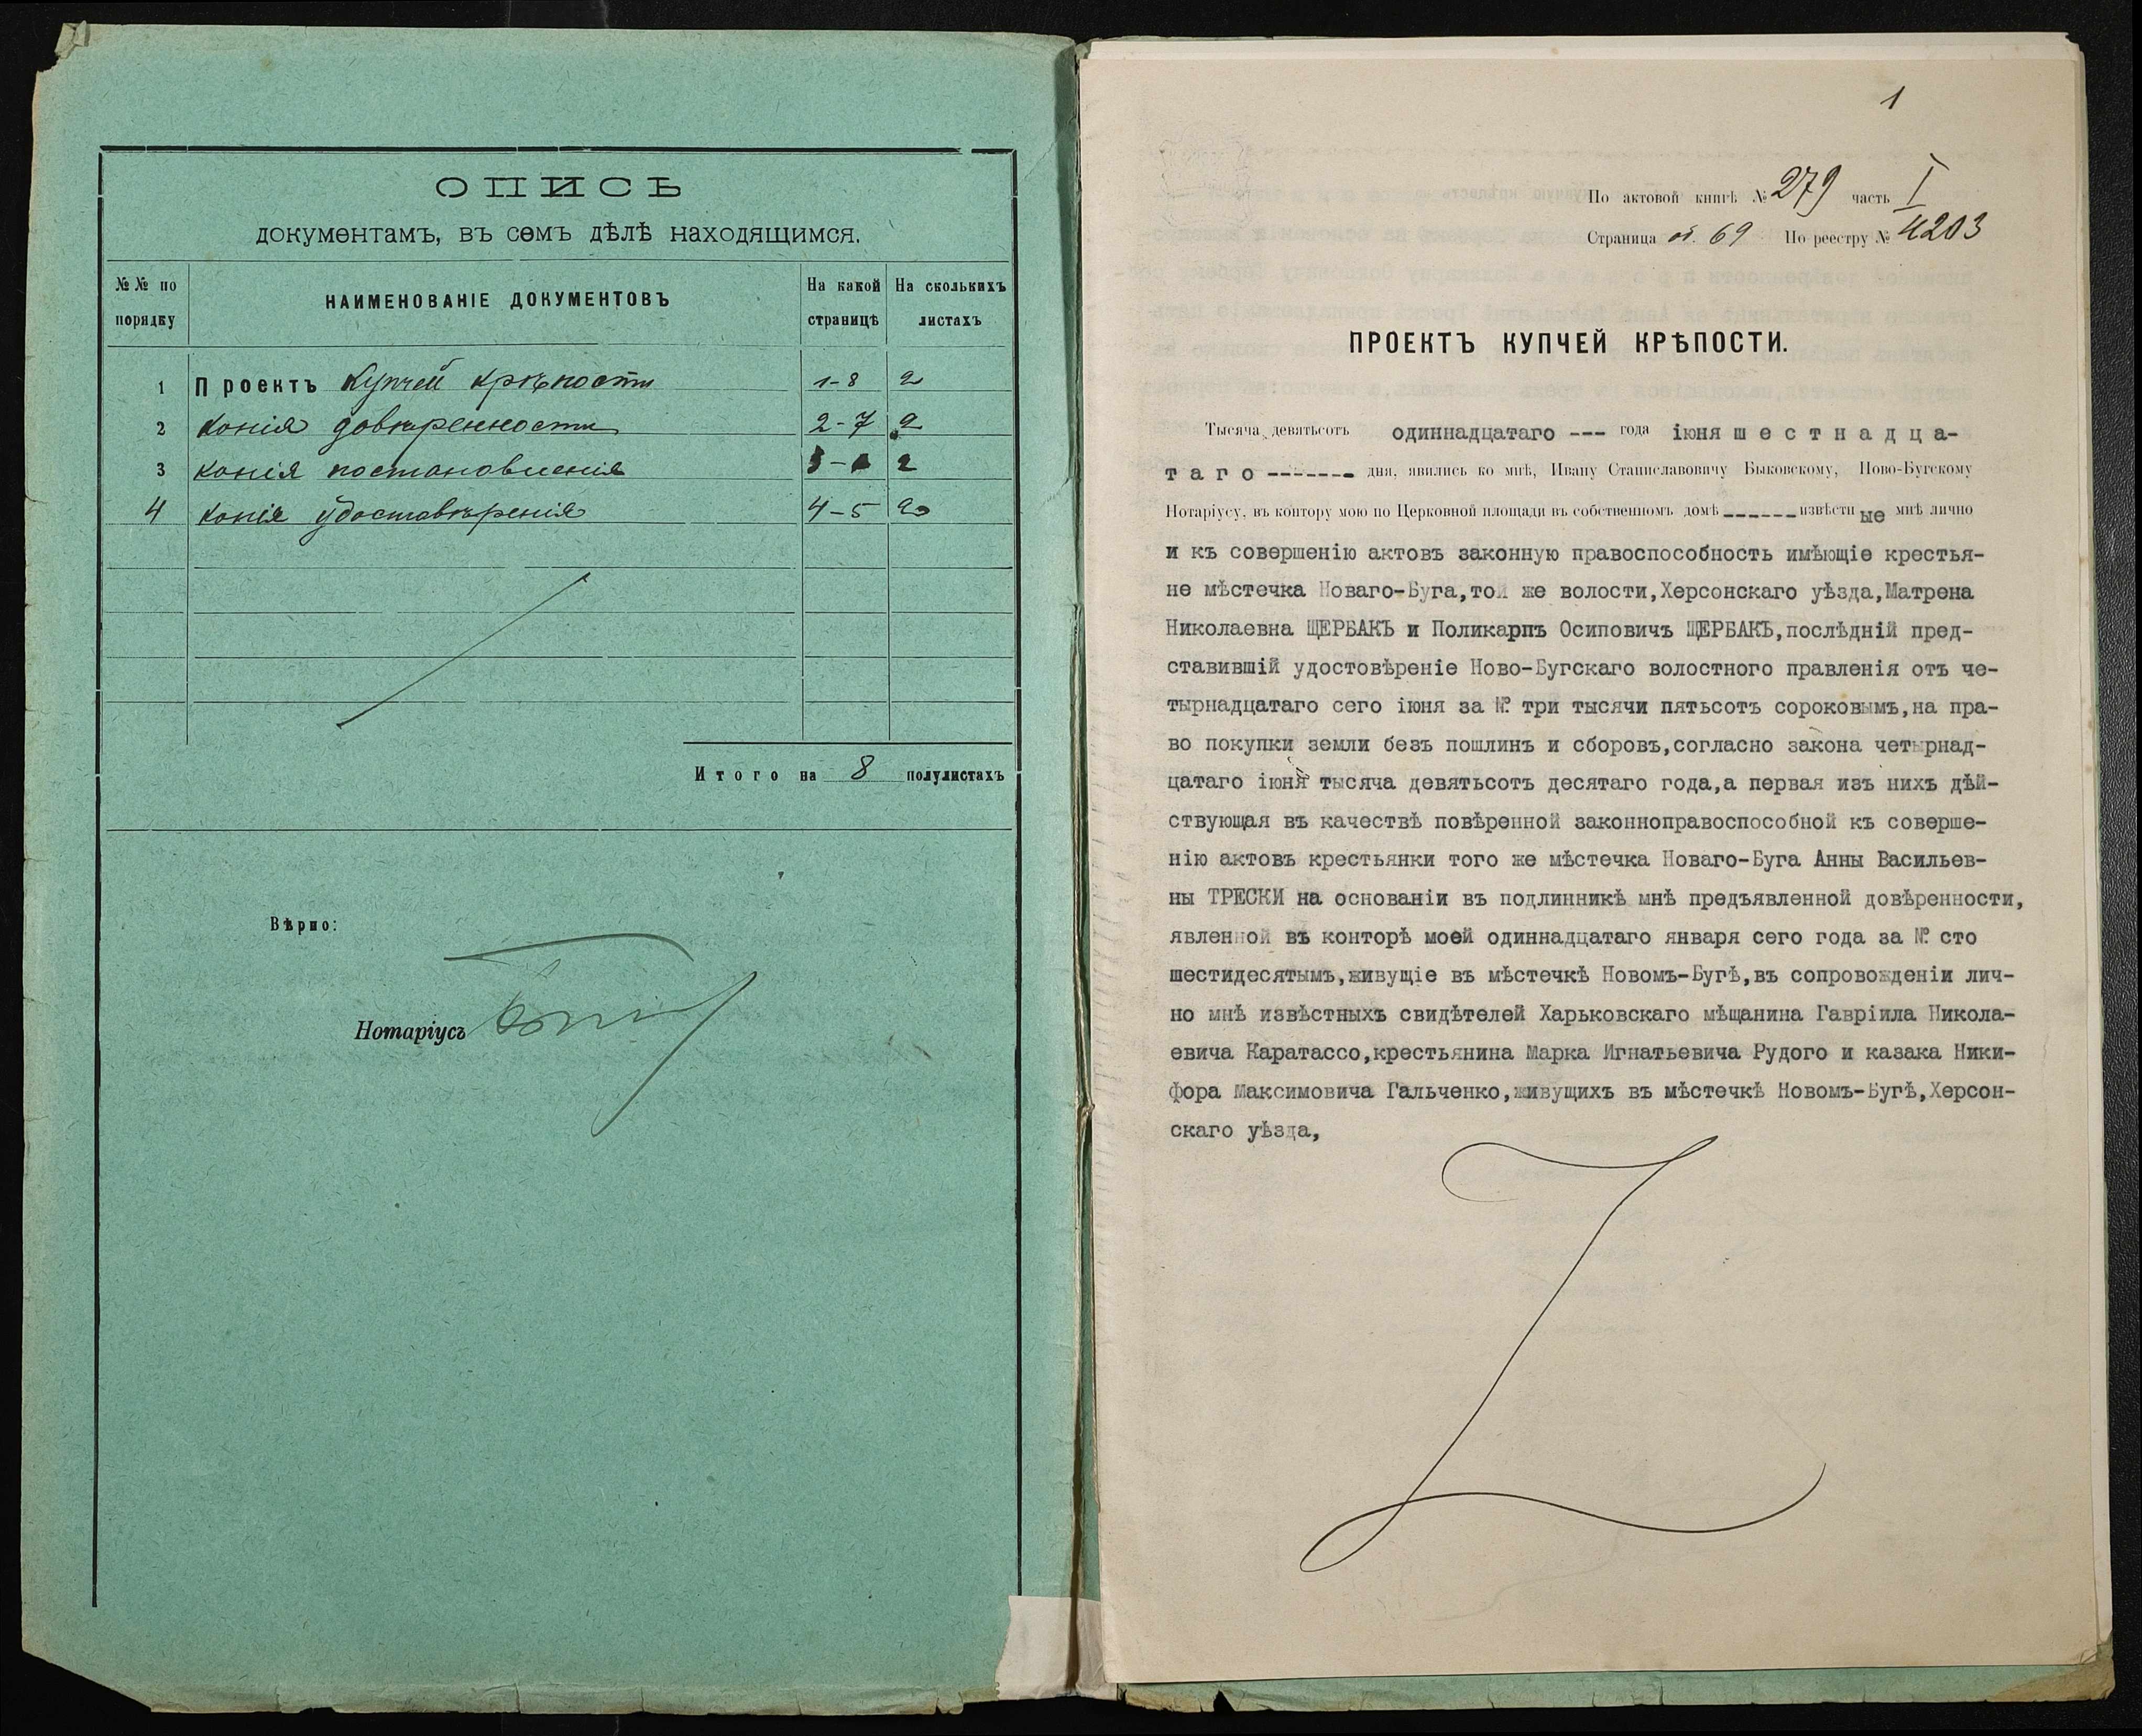 ОПИСЬ
документамъ, въ семъ дѣлѣ находящимся.
№№ по порядку
НАИМЕНОВАНІЕ ДОКУМЕНТОВЪ
На какой страницѣ
На сколькихъ листахъ
1 Проектъ Купчей крѣпости 1-8 2
2 Копія довѣренности 2-7 2
3 Копія постановленія 2
4 Копія удостовѣренія 4-5 2
Итого на 8 полулистахъ
Вѣрно:
Нотаріусъ
1
По актовой книгѣ № 279 часть I
Страница об. 69 По реестру № 4203
ПРОЕКТЪ КУПЧЕЙ КРѢПОСТИ.
Тысяча девятьсотъ одиннадцатаго --- года іюня шестнадца-
таго ------- дня, явились ко мнѣ, Ивану Станиславовичу Быковскому, Ново-Бугскому
Нотаріусу, въ контору мою по Церковной площади въ собственномъ домѣ ------ извѣстные мнѣ лично
и къ совершенію актовъ законную правоспособность имѣющіе крестья-
не мѣстечка Новаго-Буга,той же волости,Херсонскаго уѣзда,Матрена
Николаевна ЩЕРБАКЪ и Поликарпъ Осиповичъ ЩЕРБАКЪ,послѣдній пред-
ставившій удостовѣреніе Ново-Бугскаго волостного правленія отъ че-
тырнадцатаго сего іюня за № три тысячи пятьсотъ сороковымъ,на пра-
во покупки земли безъ пошлинъ и сборовъ,согласно закона четырнад-
цатаго іюня тысяча девятьсотъ десятаго года,а первая изъ нихъ дѣй-
ствующая въ качествѣ повѣренной законноправоспособной къ соверше-
нію актовъ крестьянки того же мѣстечка Новаго-Буга Анны Васильев-
ны ТРЕСКИ на основаніи въ подлинникѣ мнѣ предъявленной довѣренности,
явленной въ конторѣ моей одиннадцатаго января сего года за № сто
шестидесятымъ,живущіе въ мѣстечкѣ Новомъ-Бугѣ,въ сопровожденіи лич-
но мнѣ извѣстныхъ свидѣтелей Харьковскаго мѣщанина Гавріила Никола-
евича Каратассо,крестьянина Марка Игнатьевича Рудого и казака Ники-
фора Максимовича Гальченко,живущихъ въ мѣстечкѣ Новомъ-Бугѣ,Херсон-
скаго уѣзда,